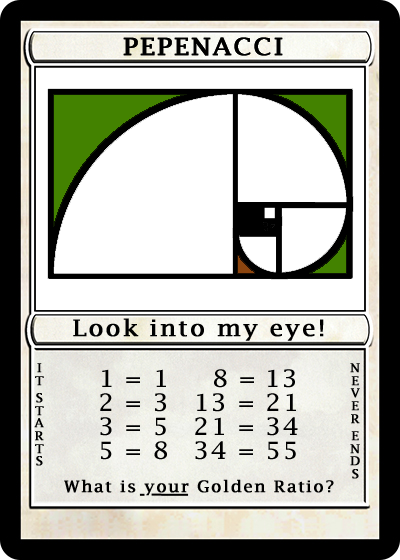 PEPENACCI
Look into my eye!
IT STARTS
1 = 1 8 = 13
2 = 3 13 = 21
3 = 5 21 = 34
5 = 8 34 = 55
NEVER ENDS
What is your Golden Ratio?